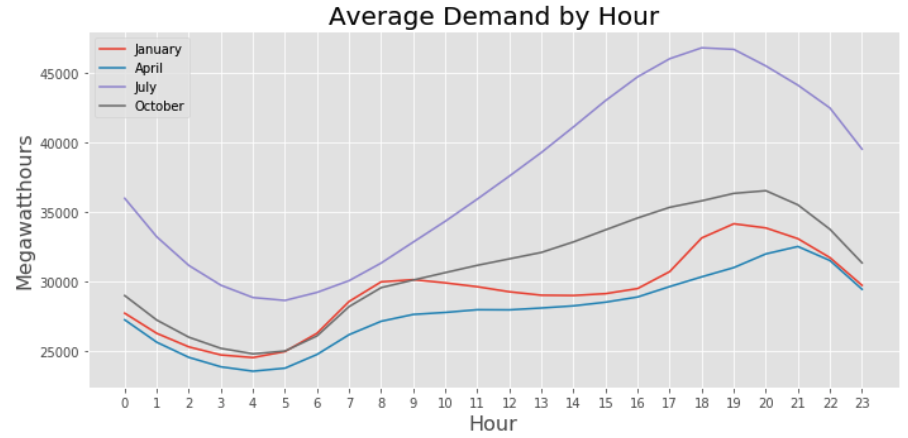 Average Demand by Hour
January
April
July
October
Megawatthours
45000
40000
35000
30000
25000
0 1 2 3 4 5 6 7 8 9 10 11 12 13 14 15 16 17 18 19 20 21 22 23
Hour